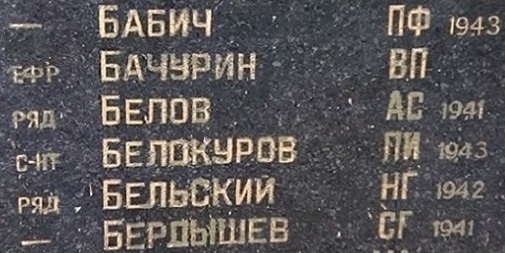 — БАБИЧ ПФ 1943
ЕФР БАЧУРИН ВП
РЯД БЕЛОВ АС 1941
С-НТ БЕЛОКУРОВ ПИ 1943
РЯД БЕЛЬСКИЙ НГ 1942
— БЕРДЫШЕВ СГ 1941